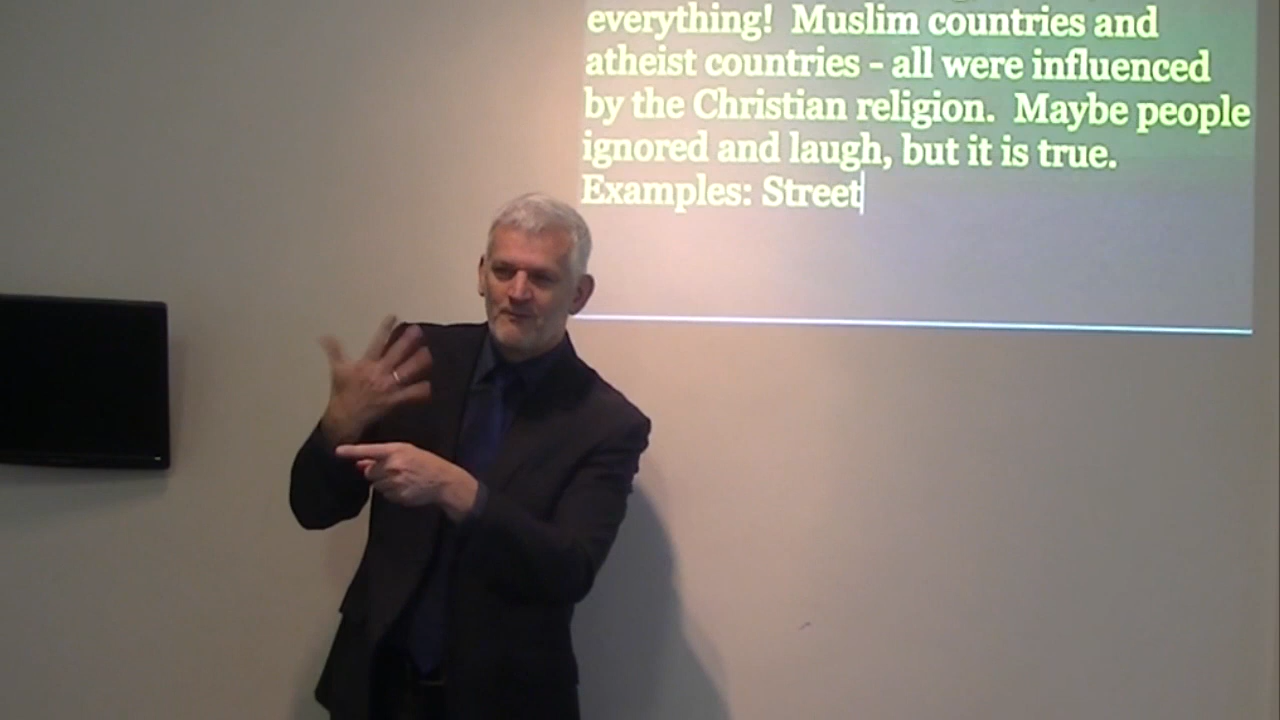 everything! Muslim countries and
atheist countries - all were influenced
by the Christian religion. Maybe people
ignored and laugh, but it is true.
Examples: Street